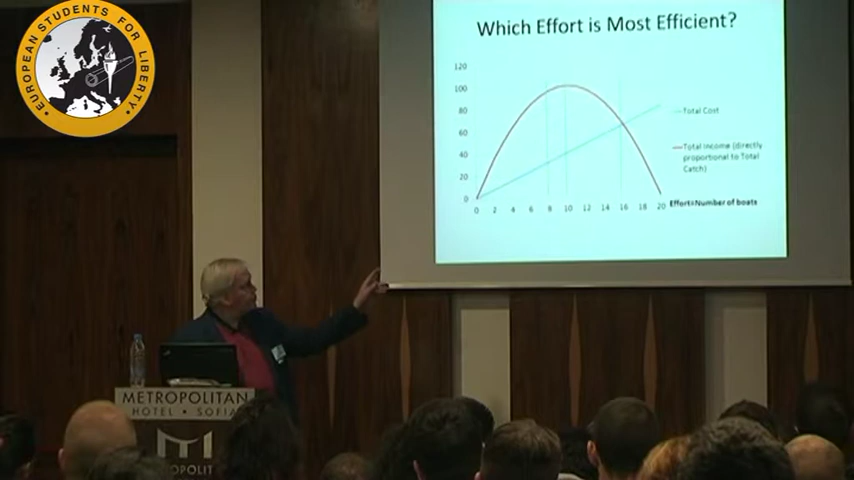 • EUROPEAN STUDENTS FOR LIBERTY •
Which Effort is Most Efficient?
120
100
80
60
40
20
0
0 2 4 6 8 10 12 14 16 18 20
Total Cost
Total Income (directly
proportional to Total
Catch)
Effort=Number of boats
METROPOLITAN
HOTEL • SOFIA
METROPOLIT